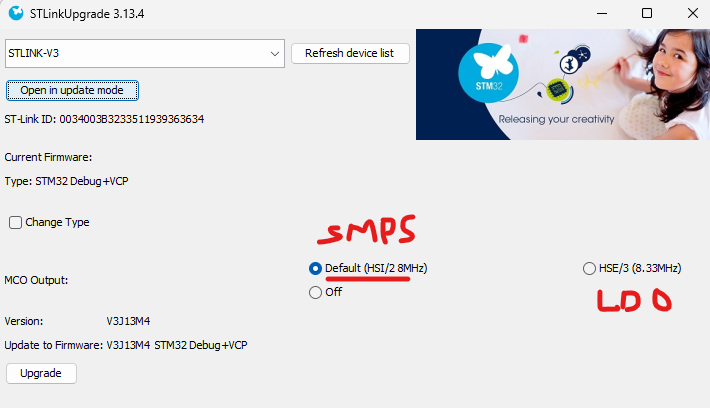 STLinkUpgrade 3.13.4
STLINK-V3
Refresh device list
Open in update mode
STM32
Releasing your creativity
ST-Link ID: 0034003B3233511939363634
Current Firmware:
Type: STM32 Debug+VCP
Change Type
SMPS
MCO Output:
Default (HSI/2 8MHz)
HSE/3 (8.33MHz)
Off
LDO
Version: V3J13M4
Update to Firmware: V3J13M4 STM32 Debug+VCP
Upgrade